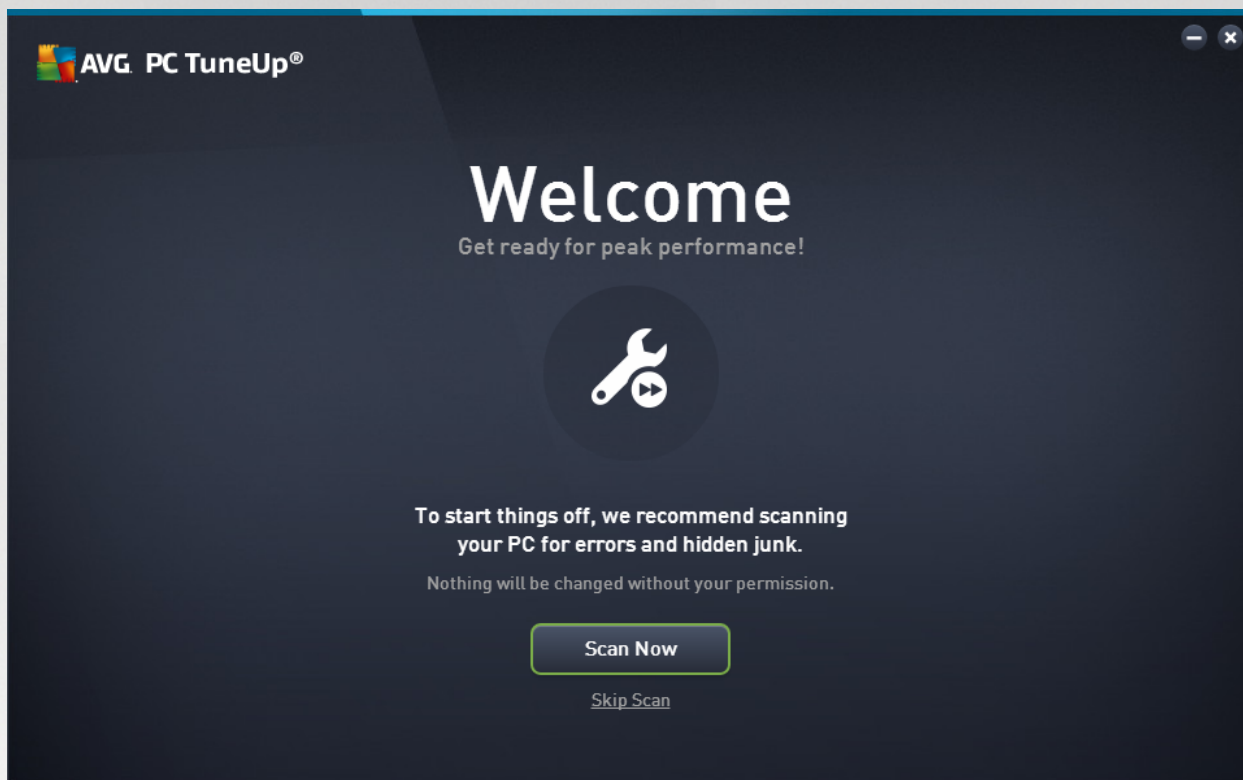 AVG. PC TuneUp®
Welcome
Get ready for peak performance!
To start things off, we recommend scanning
your PC for errors and hidden junk.
Nothing will be changed without your permission.
Scan Now
Skip Scan